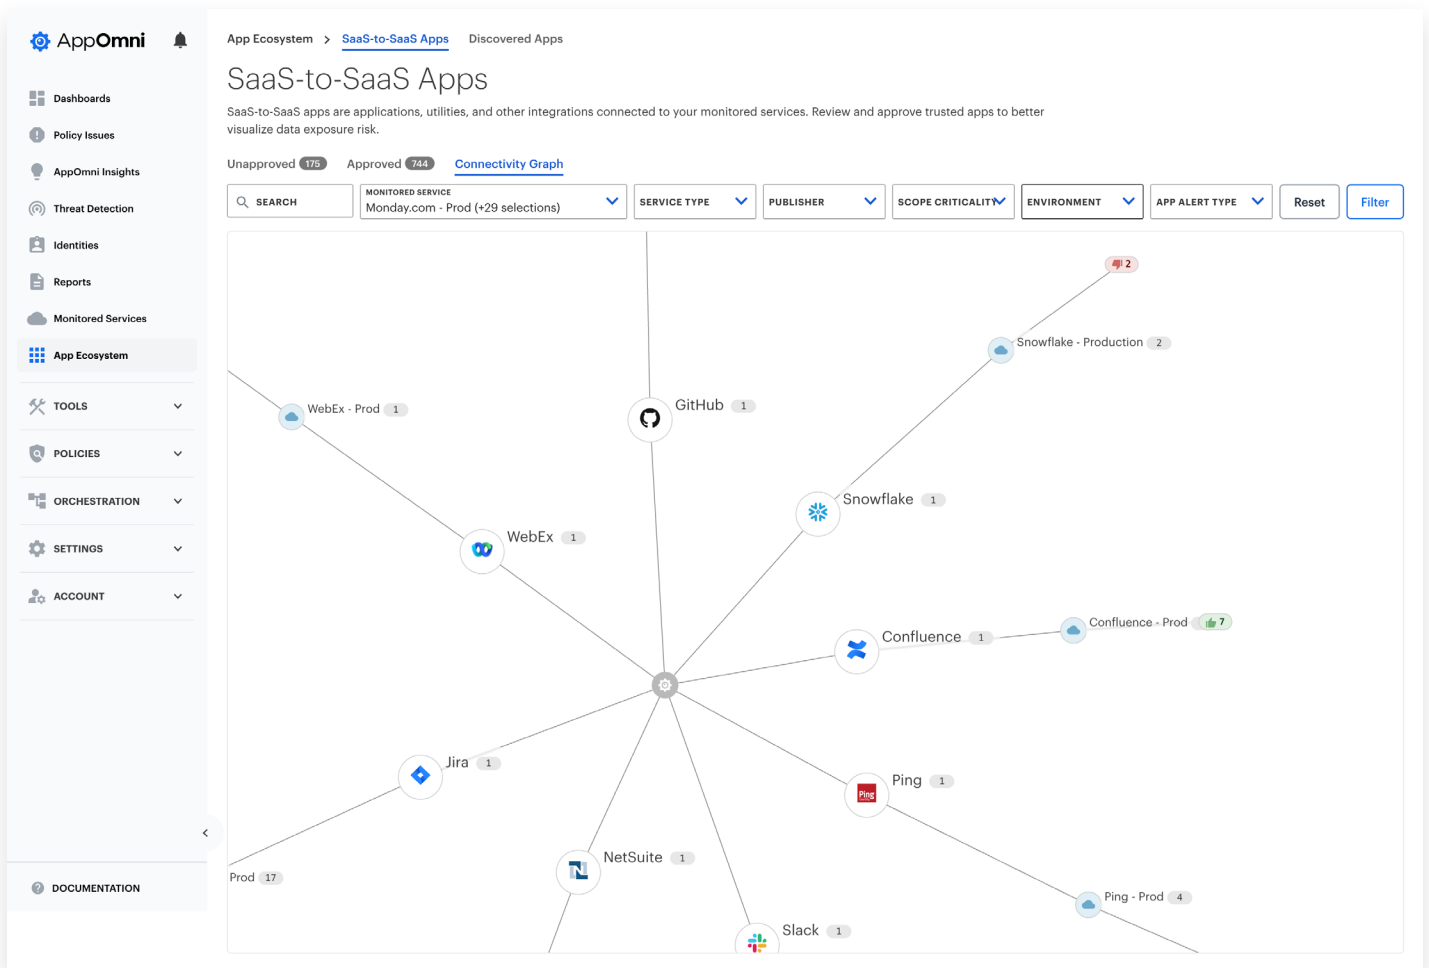 AppOmni
App Ecosystem > SaaS-to-SaaS Apps Discovered Apps
SaaS-to-SaaS Apps
SaaS-to-SaaS apps are applications, utilities, and other integrations connected to your monitored services. Review and approve trusted apps to better
visualize data exposure risk.
Unapproved 175 Approved 744 Connectivity Graph
SEARCH
MONITORED SERVICE
Monday.com - Prod (+29 selections)
SERVICE TYPE
PUBLISHER
SCOPE CRITICALITY
ENVIRONMENT
APP ALERT TYPE
Reset
Filter
Dashboards
Policy Issues
AppOmni Insights
Threat Detection
Identities
Reports
Monitored Services
App Ecosystem
TOOLS
POLICIES
ORCHESTRATION
SETTINGS
ACCOUNT
DOCUMENTATION
2
Snowflake - Production 2
WebEx - Prod 1
GitHub 1
Snowflake 1
WebEx 1
Confluence - Prod 7
Confluence 1
Jira 1
Ping 1
Ping
NetSuite 1
Prod 17
Ping - Prod 4
Slack 1